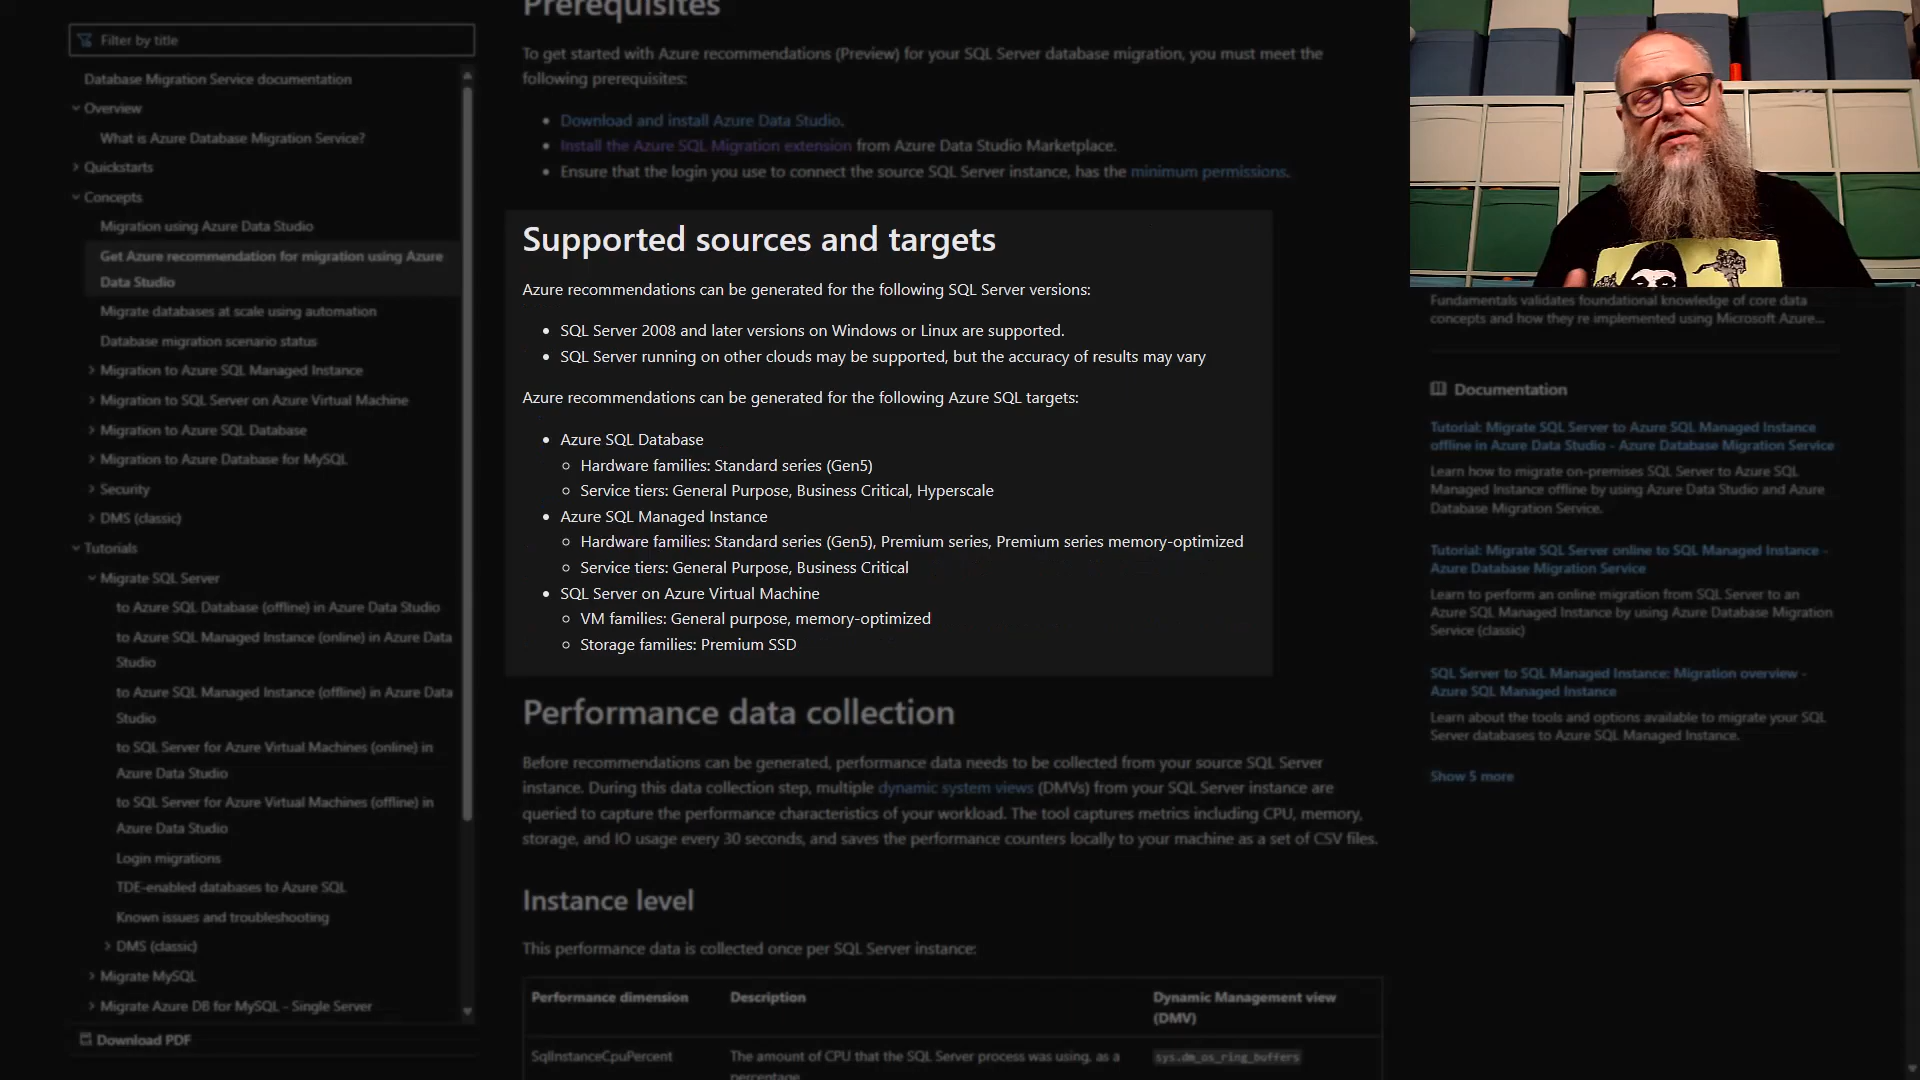 Filter by title
Database Migration Service documentation
Overview
What is Azure Database Migration Service?
Quickstarts
Concepts
Migration using Azure Data Studio
Get Azure recommendation for migration using Azure
Data Studio
Migrate databases at scale using automation
Database migration scenario status
Migration to Azure SQL Managed Instance
Migration to SQL Server on Azure Virtual Machine
Migration to Azure SQL Database
Migration to Azure Database for MySQL
Security
DMS (classic)
Tutorials
Migrate SQL Server
to Azure SQL Database (offline) in Azure Data Studio
to Azure SQL Managed Instance (online) in Azure Data
Studio
to Azure SQL Managed Instance (offline) in Azure Data
Studio
to SQL Server for Azure Virtual Machines (online) in
Azure Data Studio
to SQL Server for Azure Virtual Machines (offline) in
Azure Data Studio
Login migrations
TDE-enabled databases to Azure SQL
Known issues and troubleshooting
DMS (classic)
Migrate MySQL
Migrate Azure DB for MySQL - Single Server
Download PDF
Prerequisites
To get started with Azure recommendations (Preview) for your SQL Server database migration, you must meet the
following prerequisites:
Download and install Azure Data Studio.
Install the Azure SQL Migration extension from Azure Data Studio Marketplace.
Ensure that the login you use to connect the source SQL Server instance, has the minimum permissions.
Supported sources and targets
Azure recommendations can be generated for the following SQL Server versions:
SQL Server 2008 and later versions on Windows or Linux are supported.
SQL Server running on other clouds may be supported, but the accuracy of results may vary
Azure recommendations can be generated for the following Azure SQL targets:
Azure SQL Database
Hardware families: Standard series (Gen5)
Service tiers: General Purpose, Business Critical, Hyperscale
Azure SQL Managed Instance
Hardware families: Standard series (Gen5), Premium series, Premium series memory-optimized
Service tiers: General Purpose, Business Critical
SQL Server on Azure Virtual Machine
VM families: General purpose, memory-optimized
Storage families: Premium SSD
Performance data collection
Before recommendations can be generated, performance data needs to be collected from your source SQL Server
instance. During this data collection step, multiple dynamic system views (DMVs) from your SQL Server instance are
queried to capture the performance characteristics of your workload. The tool captures metrics including CPU, memory,
storage, and IO usage every 30 seconds, and saves the performance counters locally to your machine as a set of CSV files.
Instance level
This performance data is collected once per SQL Server instance:
Performance dimension Description Dynamic Management view
(DMV)
SqlInstanceCpuPercent The amount of CPU that the SQL Server process was using, as a sys.dm_os_ring_buffers
percentage
Fundamentals validates foundational knowledge of core data
concepts and how they re implemented using Microsoft Azure...
Documentation
Tutorial: Migrate SQL Server to Azure SQL Managed Instance
offline in Azure Data Studio - Azure Database Migration Service
Learn how to migrate on-premises SQL Server to Azure SQL
Managed Instance offline by using Azure Data Studio and Azure
Database Migration Service.
Tutorial: Migrate SQL Server online to SQL Managed Instance -
Azure Database Migration Service
Learn to perform an online migration from SQL Server to an
Azure SQL Managed Instance by using Azure Database Migration
Service (classic)
SQL Server to SQL Managed Instance: Migration overview -
Azure SQL Managed Instance
Learn about the tools and options available to migrate your SQL
Server databases to Azure SQL Managed Instance.
Show 5 more